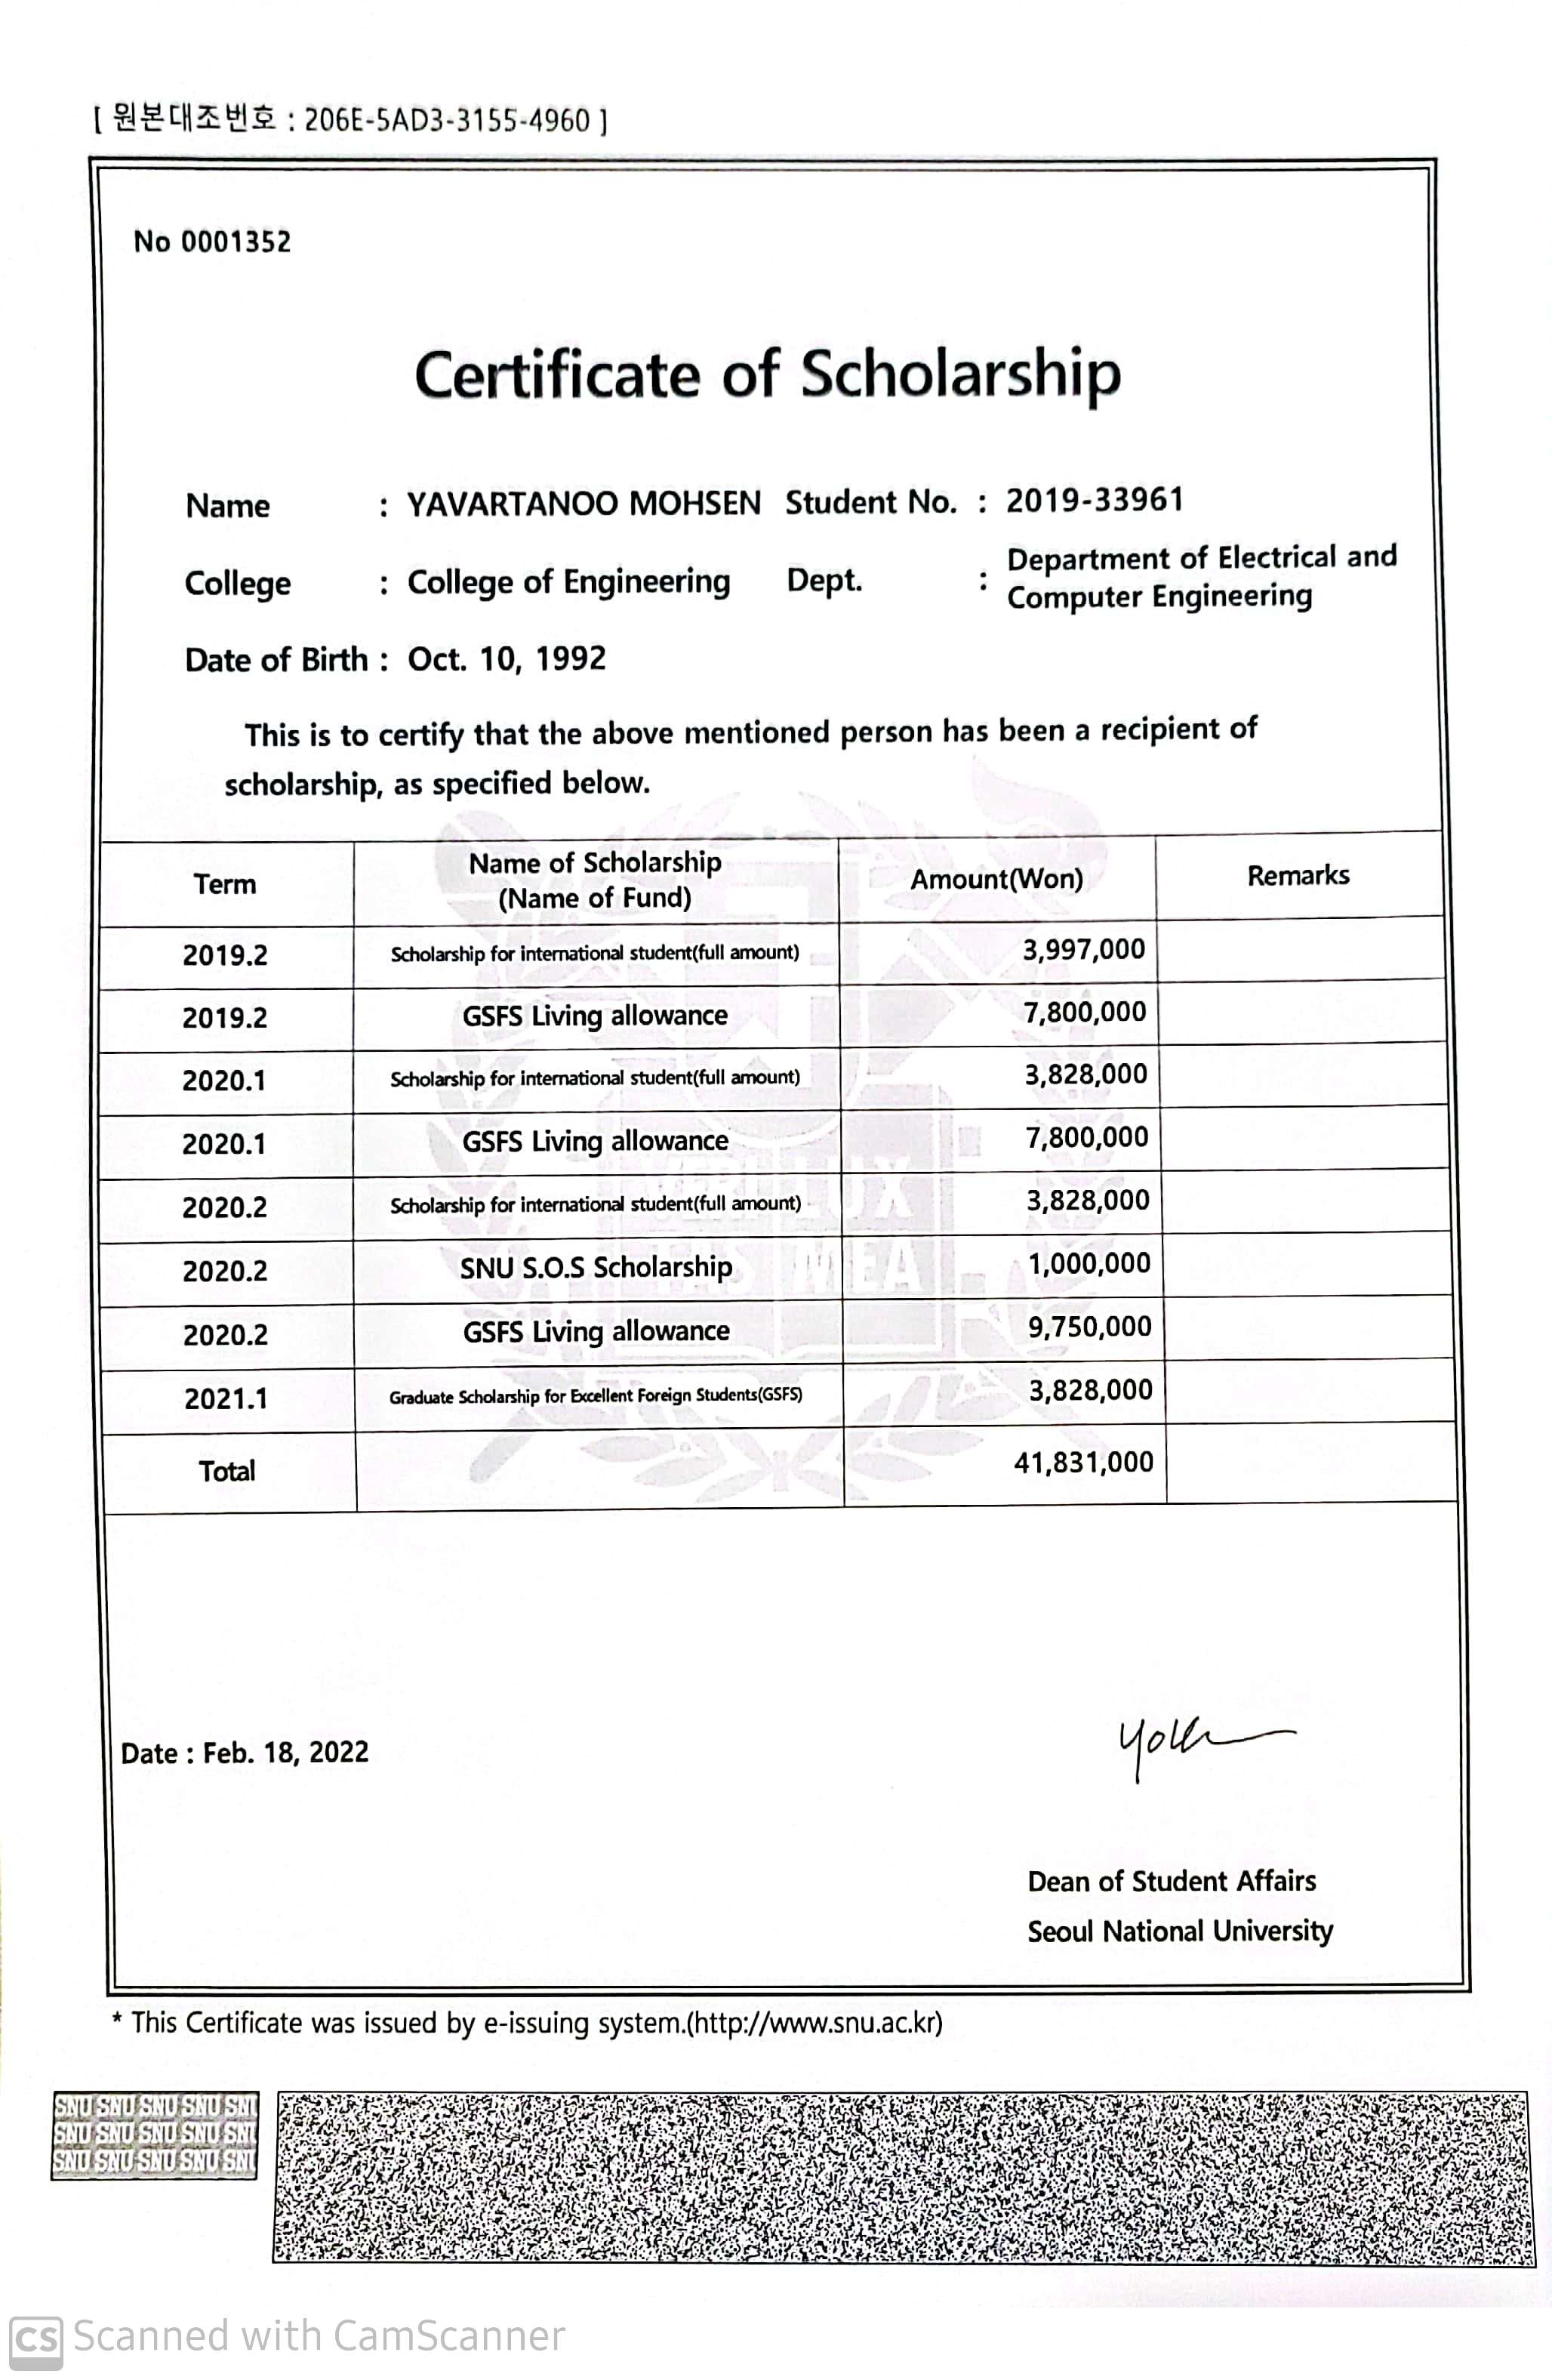 [ 원본대조번호 : 206E-5AD3-3155-4960 ]
No 0001352
Certificate of Scholarship
Name : YAVARTANOO MOHSEN Student No. : 2019-33961
College : College of Engineering Dept. : Department of Electrical and Computer Engineering
Date of Birth : Oct. 10, 1992
This is to certify that the above mentioned person has been a recipient of
scholarship, as specified below.
Term Name of Scholarship (Name of Fund) Amount(Won) Remarks
2019.2 Scholarship for international student(full amount) 3,997,000
2019.2 GSFS Living allowance 7,800,000
2020.1 Scholarship for international student(full amount) 3,828,000
2020.1 GSFS Living allowance 7,800,000
2020.2 Scholarship for international student(full amount) 3,828,000
2020.2 SNU S.O.S Scholarship 1,000,000
2020.2 GSFS Living allowance 9,750,000
2021.1 Graduate Scholarship for Excellent Foreign Students(GSFS) 3,828,000
Total 41,831,000
Date : Feb. 18, 2022
Dean of Student Affairs
Seoul National University
* This Certificate was issued by e-issuing system.(http://www.snu.ac.kr)
SNU SNU SNU SNU SNU
SNU SNU SNU SNU SNU
SNU SNU SNU SNU SNU
CS Scanned with CamScanner